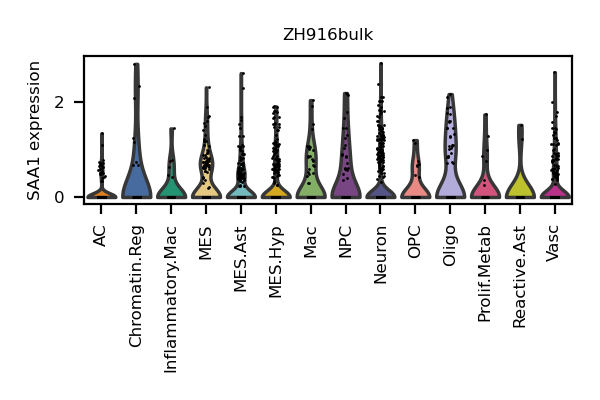 ZH916bulk
SAA1 expression
2
0
AC
Chromatin.Reg
Inflammatory.Mac
MES
MES.Ast
MES.Hyp
Mac
NPC
Neuron
OPC
Oligo
Prolif.Metab
Reactive.Ast
Vasc